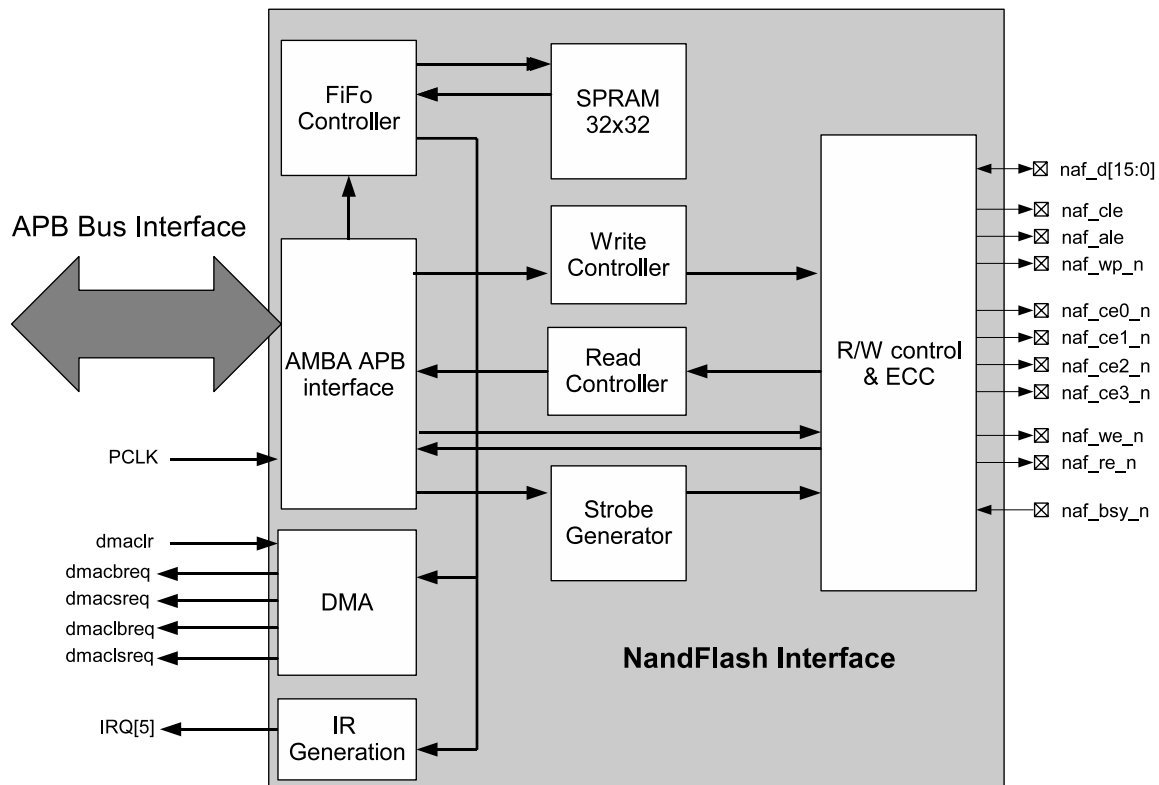 FiFo
Controller
SPRAM
32x32
APB Bus Interface
AMBA APB
interface
Write
Controller
Read
Controller
Strobe
Generator
R/W control
& ECC
naf_d[15:0]
naf_cle
naf_ale
naf_wp_n
naf_ce0_n
naf_ce1_n
naf_ce2_n
naf_ce3_n
naf_we_n
naf_re_n
naf_bsy_n
PCLK
dmaclr
dmacbreq
dmacsreq
dmaclbreq
dmaclsreq
DMA
NandFlash Interface
IRQ[5]
IR
Generation